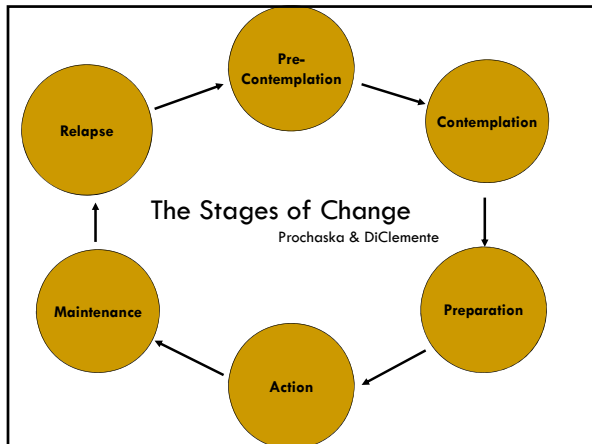 Pre-
Contemplation
Contemplation
Relapse
The Stages of Change
Prochaska & DiClemente
Maintenance
Preparation
Action